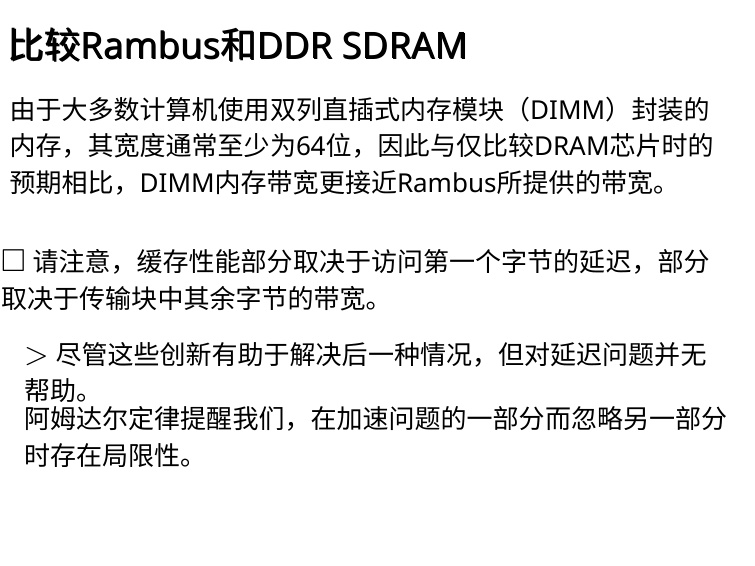 比较Rambus和DDR SDRAM
由于大多数计算机使用双列直插式内存模块（DIMM）封装的
内存，其宽度通常至少为64位，因此与仅比较DRAM芯片时的
预期相比，DIMM内存带宽更接近Rambus所提供的带宽。
□ 请注意，缓存性能部分取决于访问第一个字节的延迟，部分
取决于传输块中其余字节的带宽。
＞ 尽管这些创新有助于解决后一种情况，但对延迟问题并无
帮助。
阿姆达尔定律提醒我们，在加速问题的一部分而忽略另一部分
时存在局限性。